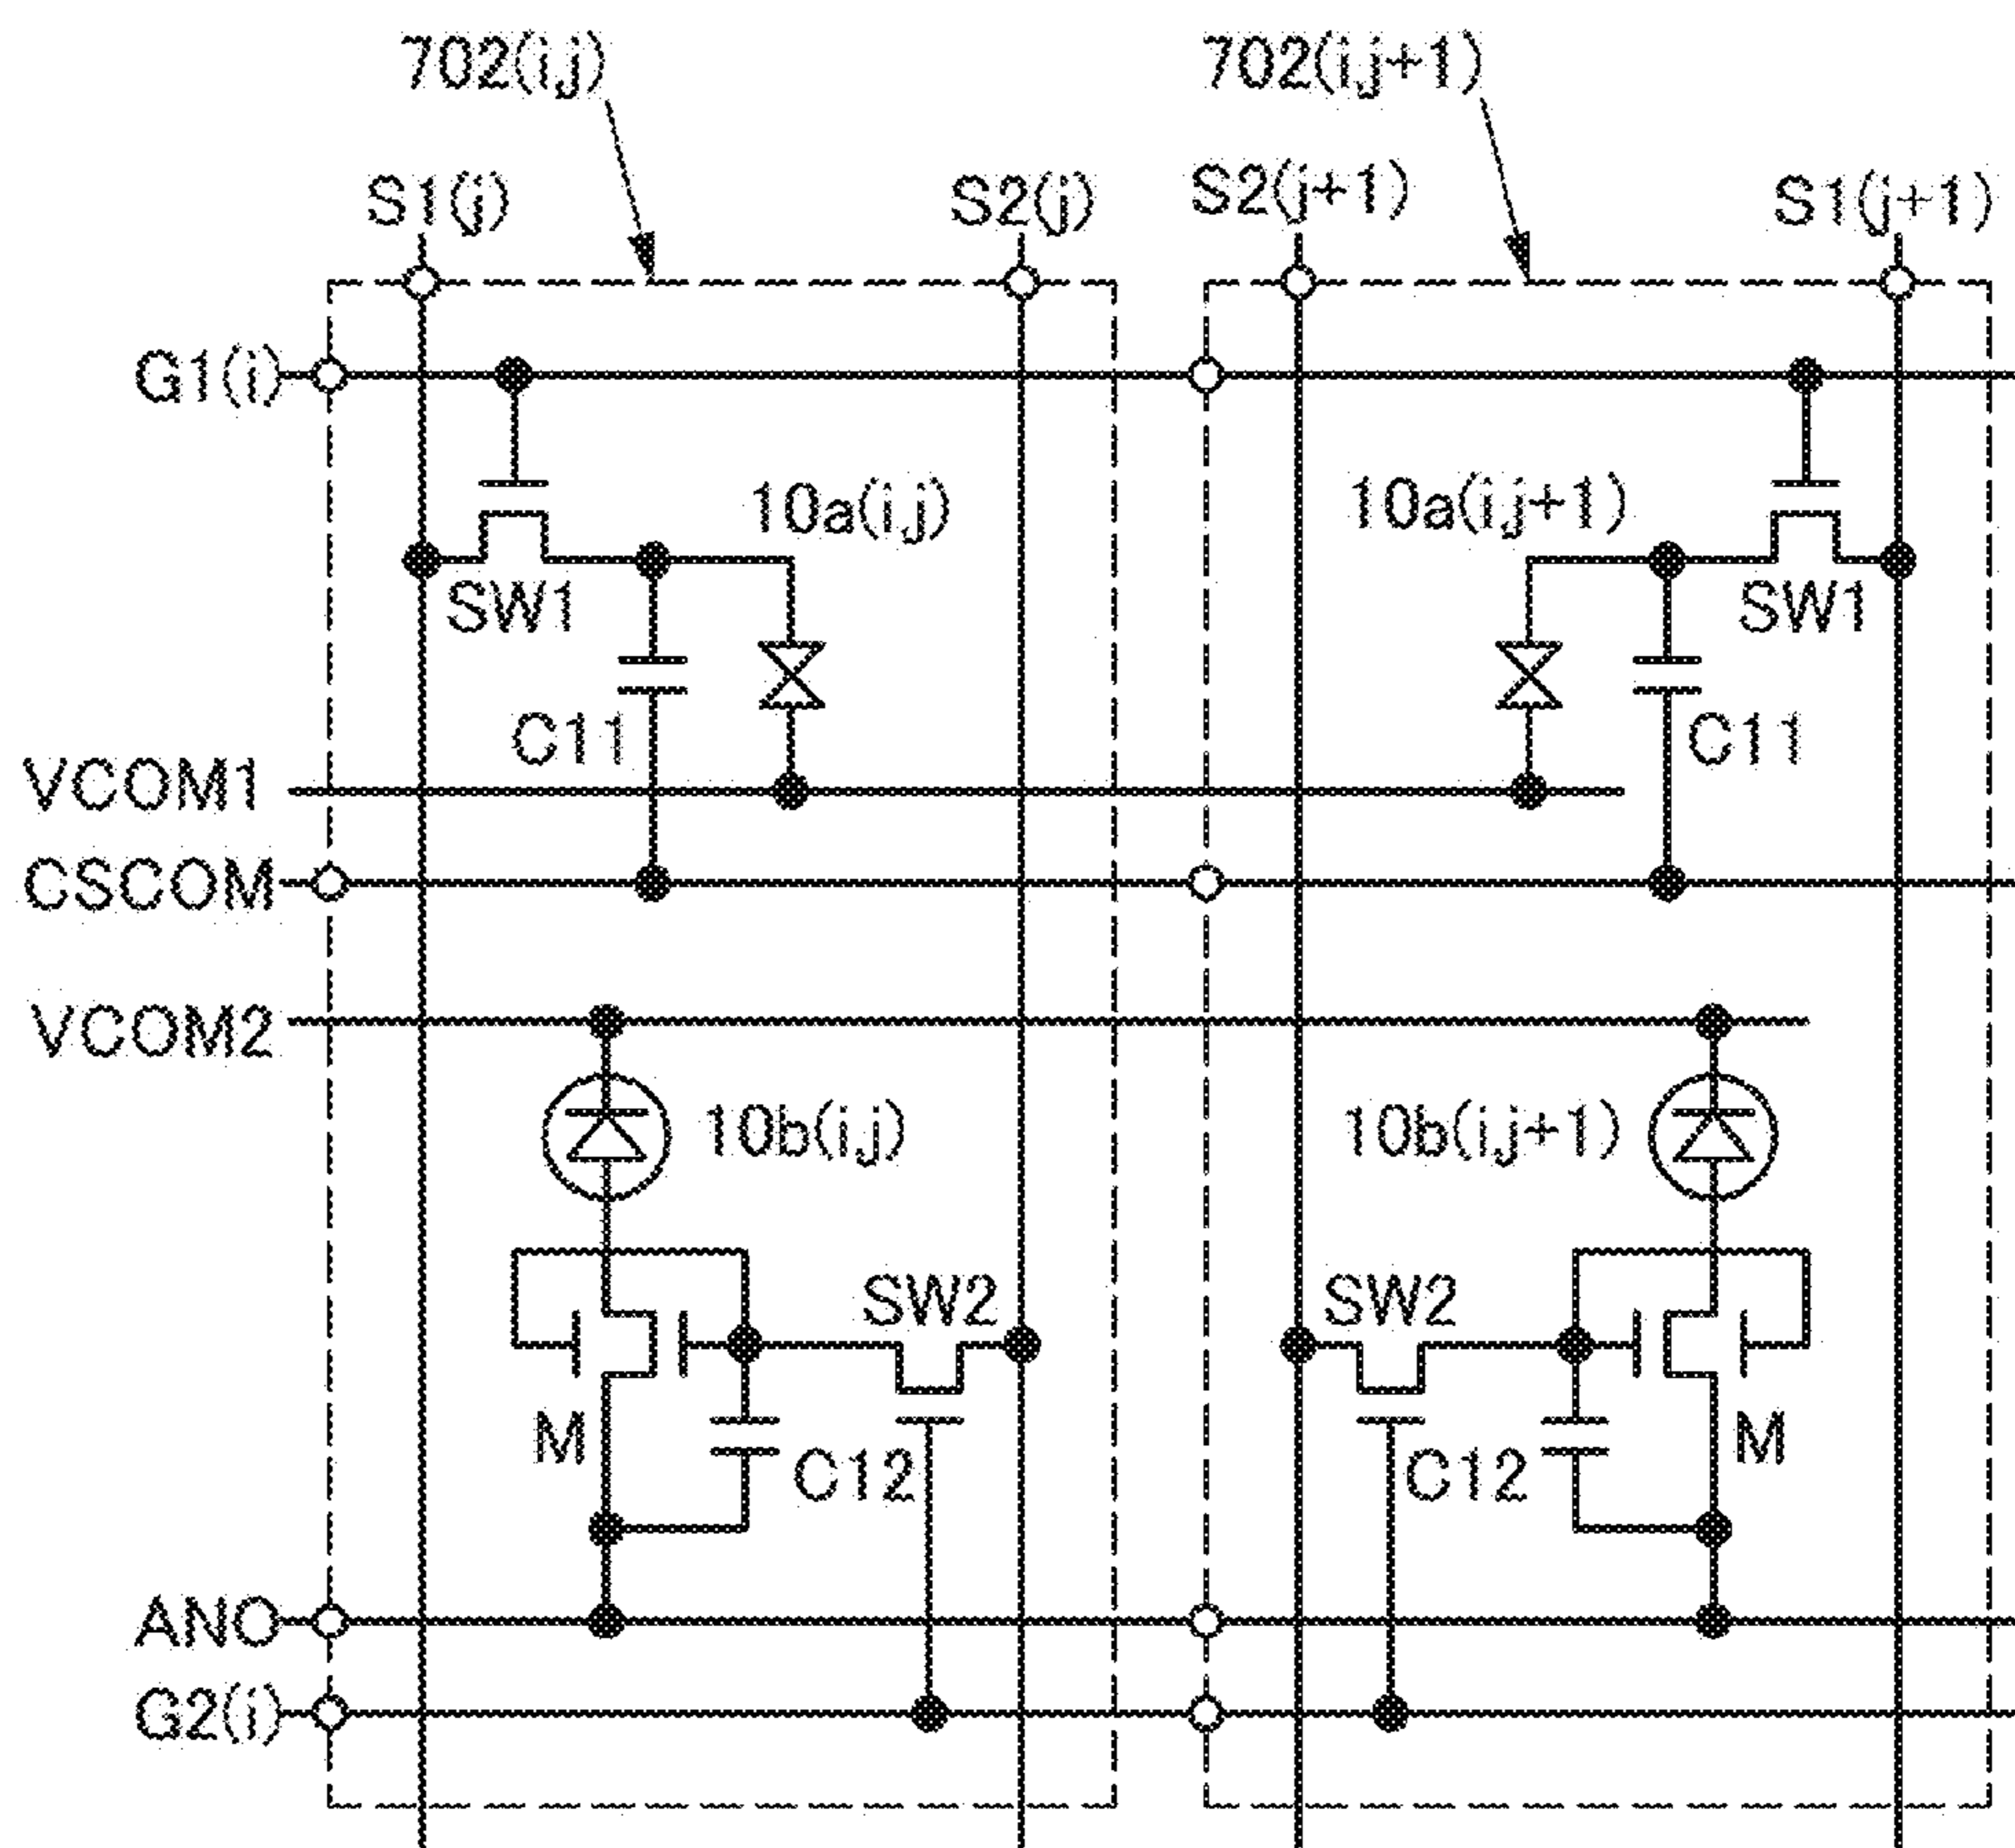 702(i,j) 702(i,j+1)
S1(j) S2(j) S2(j+1) S1(j+1)
G1(i)
10a(i,j) 10a(i,j+1)
SW1 SW1
C11 C11
VCOM1
CSCOM
VCOM2
10b(i,j) 10b(i,j+1)
SW2 SW2
M C12 C12 M
ANO
G2(i)